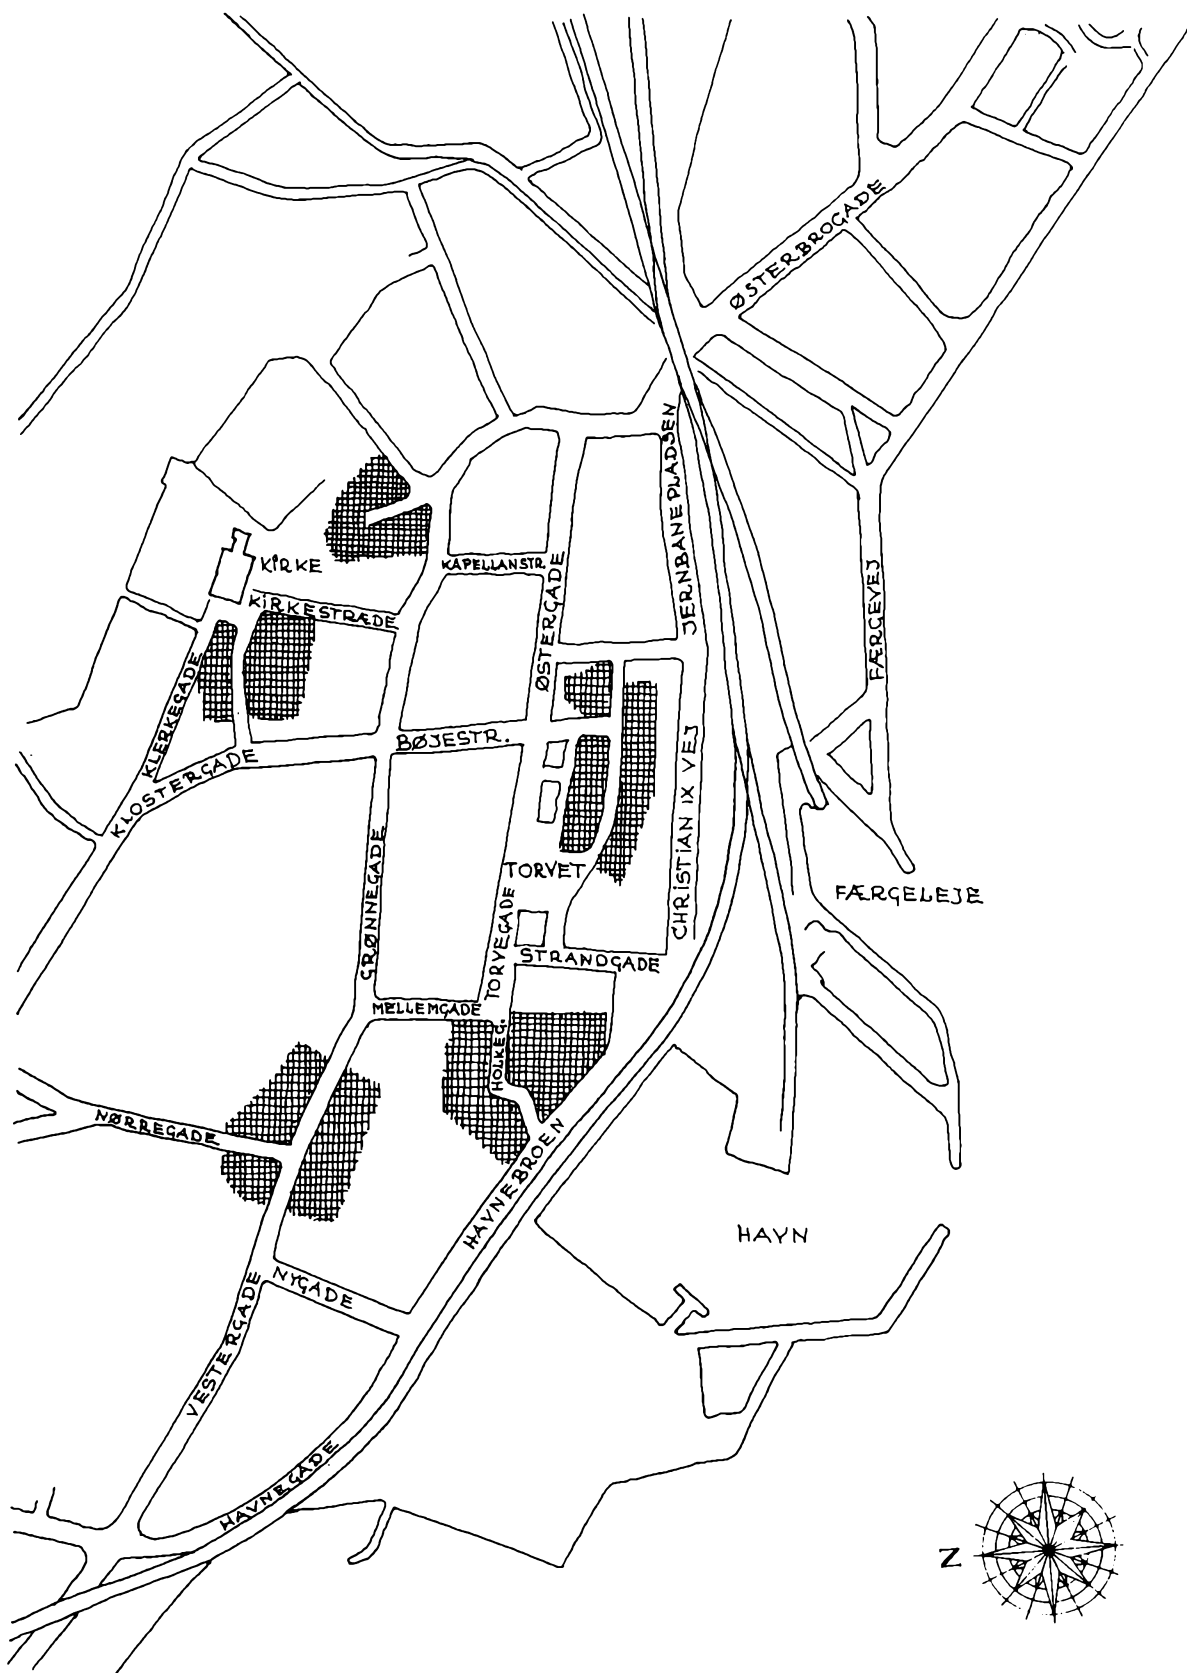 ØSTERBROGADE
JERNBANEPLADSEN
KIRKE
KAPELLANSTR.
KIRKESTRÆDE
ØSTERGADE
FÆRGEVEJ
KLERKEGADE
BØJESTR.
KLOSTERGADE
CHRISTIAN IX VEJ
GRØNNEGADE
TORVET
FÆRGELEJE
TORVEGADE
STRANDGADE
MELLEMGADE
HOLKEG.
NØRREGADE
HAVNEBROEN
HAVN
NYGADE
VESTERGADE
HAVNEGADE
N